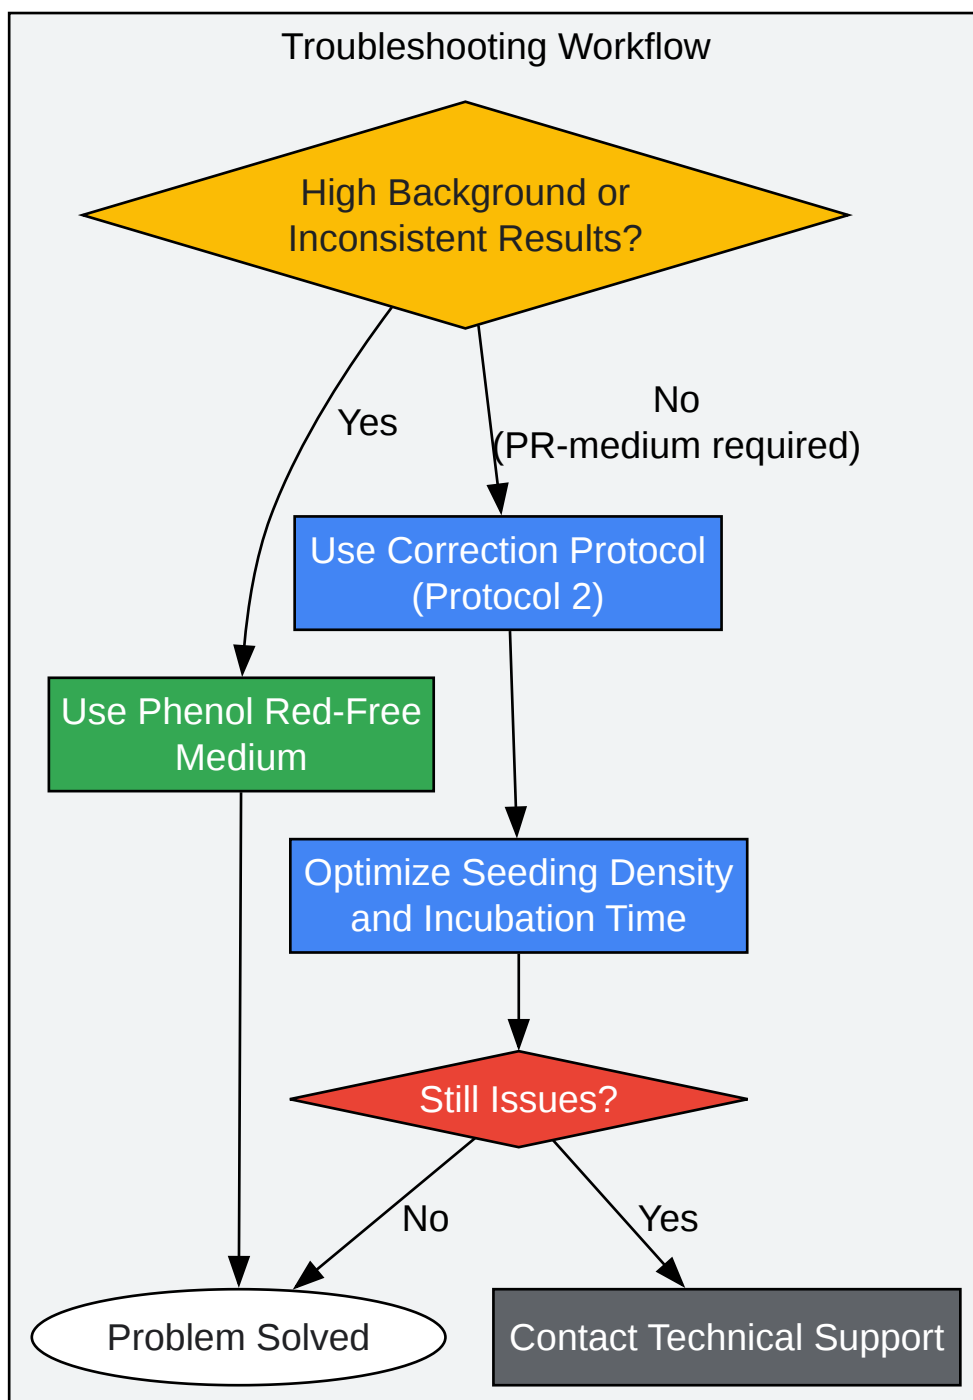 Troubleshooting Workflow
High Background or
Inconsistent Results?
Yes
No
(PR-medium required)
Use Correction Protocol
(Protocol 2)
Use Phenol Red-Free
Medium
Optimize Seeding Density
and Incubation Time
Still Issues?
No
Yes
Problem Solved
Contact Technical Support